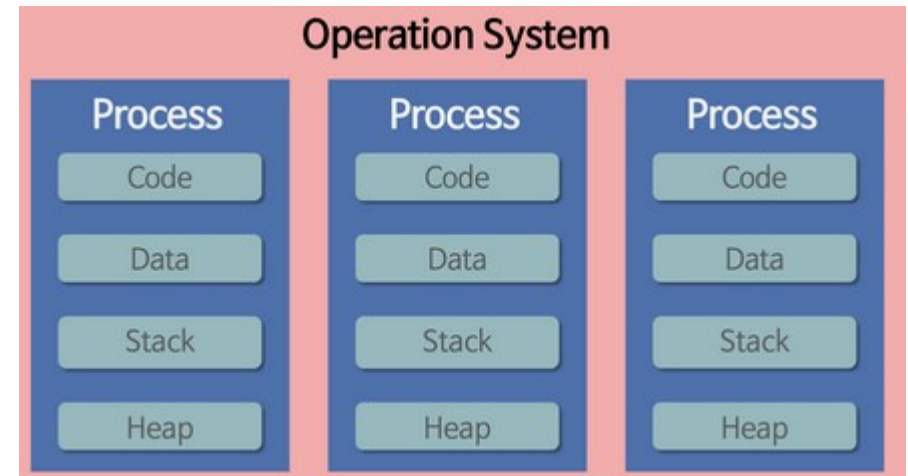 Operation System
Process
Code
Data
Stack
Heap
Process
Code
Data
Stack
Heap
Process
Code
Data
Stack
Heap